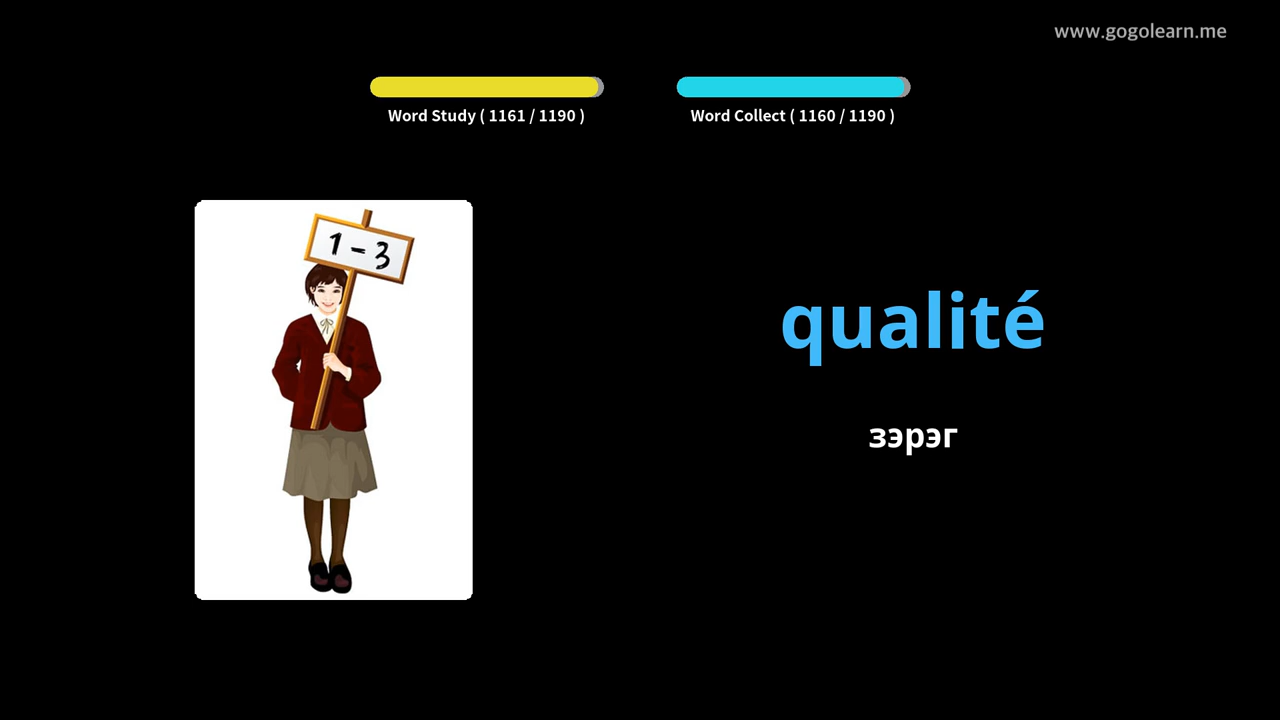 www.gogolearn.me
Word Study ( 1161 / 1190 )
Word Collect ( 1160 / 1190 )
1 - 3
qualité
зэрэг